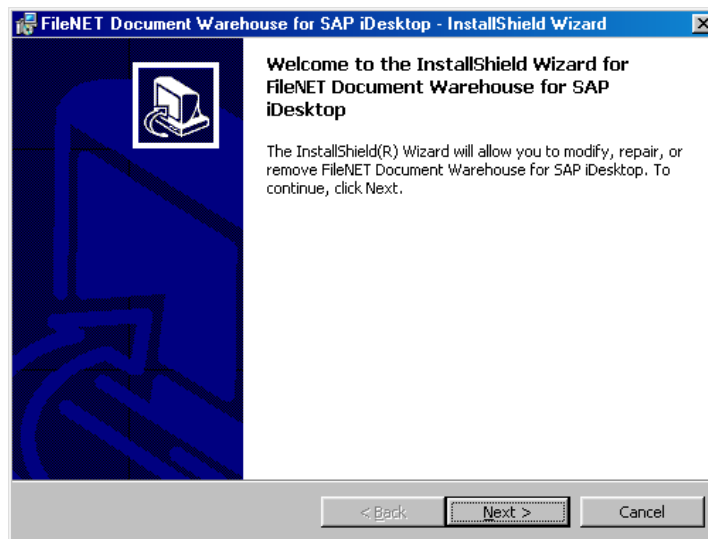 FileNET Document Warehouse for SAP iDesktop - InstallShield Wizard
Welcome to the InstallShield Wizard for
FileNET Document Warehouse for SAP
iDesktop
The InstallShield(R) Wizard will allow you to modify, repair, or
remove FileNET Document Warehouse for SAP iDesktop. To
continue, click Next.
< Back
Next >
Cancel